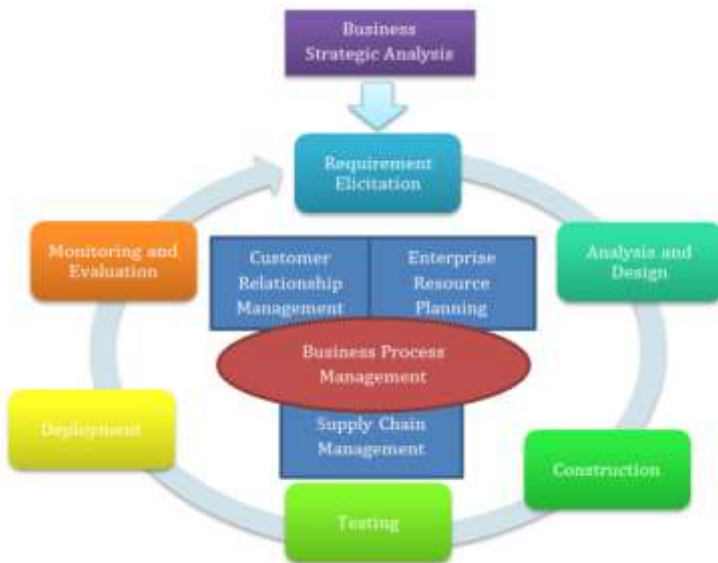 Business
Strategic Analysis
Requirement
Elicitation
Monitoring and
Evaluation
Customer
Relationship
Management
Enterprise
Resource
Planning
Analysis and
Design
Business Process
Management
Deployment
Supply Chain
Management
Construction
Testing